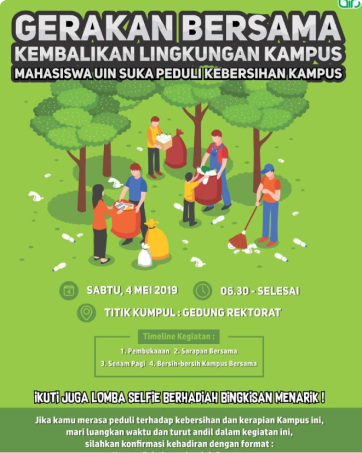 GERAKAN BERSAMA
KEMBALIKAN LINGKUNGAN KAMPUS
MAHASISWA UIN SUKA PEDULI KEBERSIHAN KAMPUS
SABTU, 4 MEI 2019
06.30 - SELESAI
TITIK KUMPUL : GEDUNG REKTORAT
Timeline Kegiatan :
1. Pembukaaan 2. Sarapan Bersama
3. Senam Pagi 4. Bersih-bersih Kompus Bersama
IKUTI JUGA LOMBA SELFIE BERHADIAH BINGKISAN MENARIK !
Jika kamu merasa peduli terhadap kebersihan dan kerapian Kampus ini,
mari luangkan waktu dan turut andil dalam kegiatan ini,
silahkan konfirmasi kehadiran dengan format :